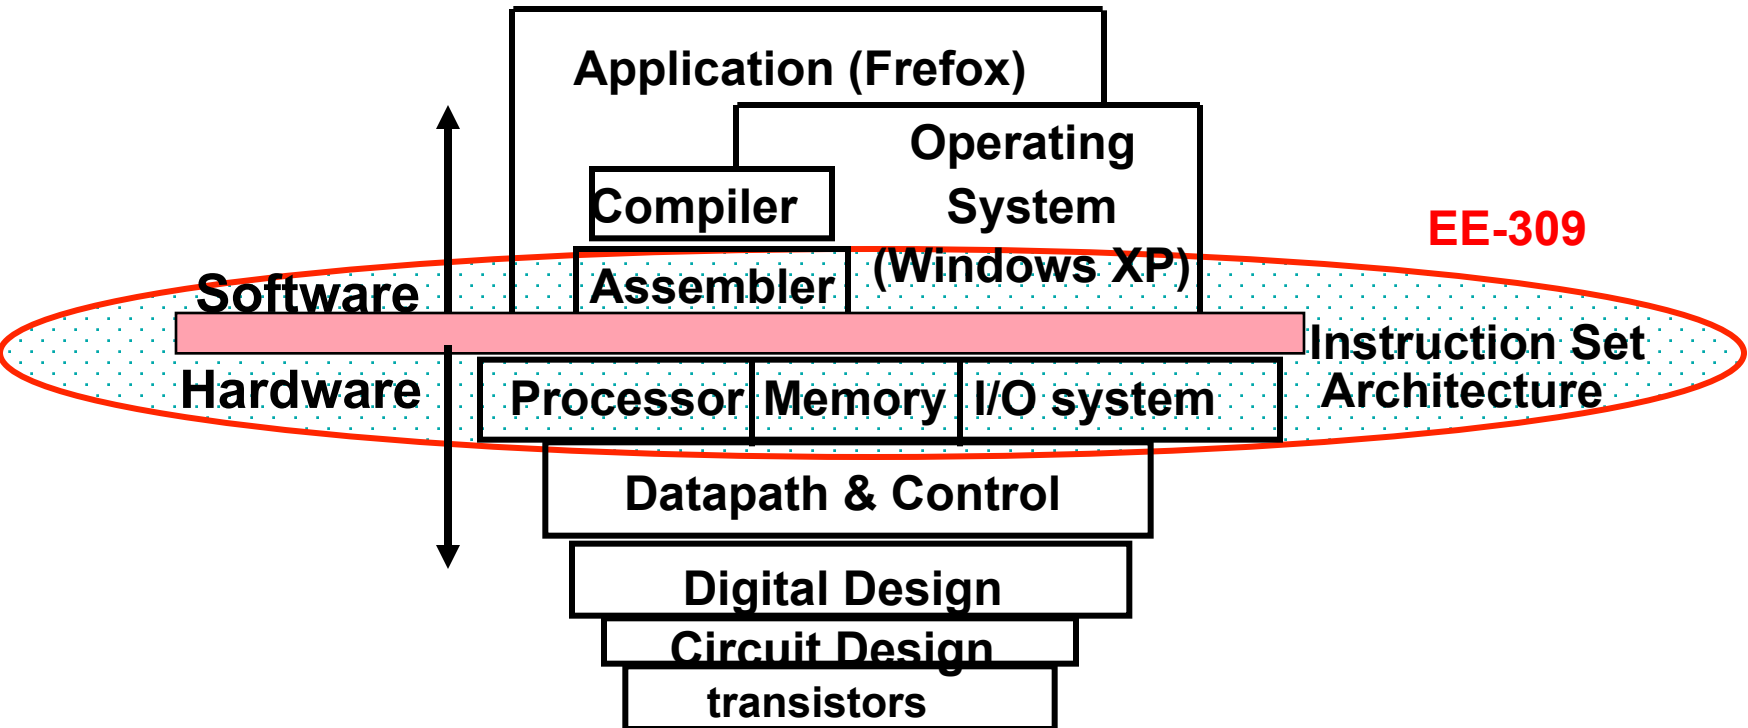 Application (Frefox)
Operating
System
(Windows XP)
Compiler
Assembler
EE-309
Software
Instruction Set
Architecture
Hardware
Processor
Memory
I/O system
Datapath & Control
Digital Design
Circuit Design
transistors